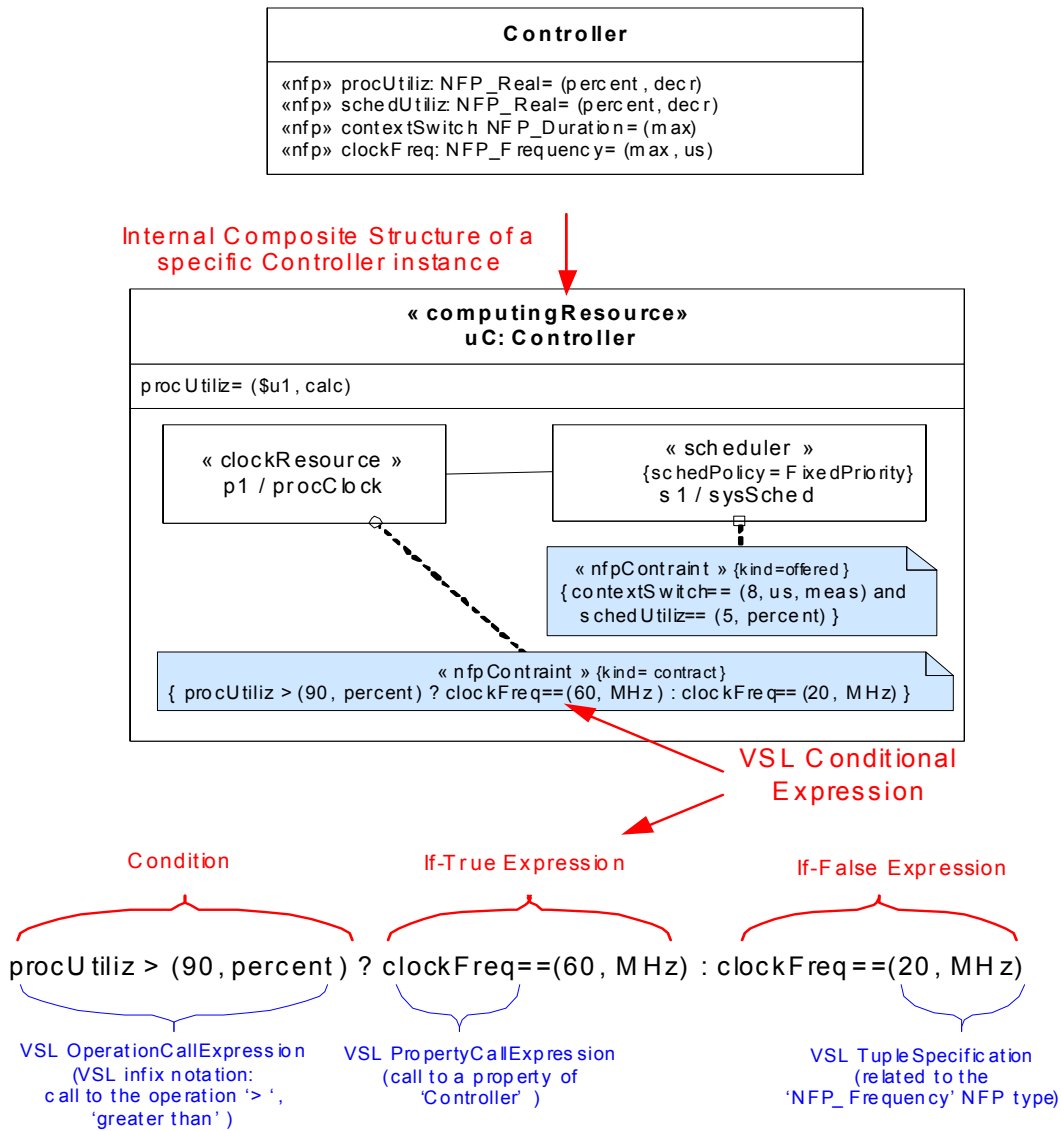 Controller
«nfp» procUtiliz: NFP_Real= (percent, decr)
«nfp» schedUtiliz: NFP_Real= (percent, decr)
«nfp» contextSwitch NFP_Duration= (max)
«nfp» clockFreq: NFP_Frequency= (max, us)
Internal Composite Structure of a
specific Controller instance
« computingResource»
uC: Controller
procUtiliz= ($u1, calc)
« clockResource »
p1 / procClock
« scheduler »
{schedPolicy = FixedPriority}
s1 / sysSched
« nfpContraint » {kind=offered }
{ contextSwitch== (8, us, meas) and
schedUtiliz== (5, percent) }
« nfpContraint » {kind= contract}
{ procUtiliz > (90, percent) ? clockFreq==(60, MHz) : clockFreq== (20, MHz) }
VSL Conditional
Expression
Condition
If-True Expression
If-False Expression
procUtiliz > (90, percent) ? clockFreq==(60, MHz) : clockFreq==(20, MHz)
VSL OperationCallExpression
(VSL infix notation:
call to the operation ‘> ‘,
‘greater than’ )
VSL PropertyCallExpression
(call to a property of
‘Controller’ )
VSL TupleSpecification
(related to the
‘NFP_Frequency’ NFP type)